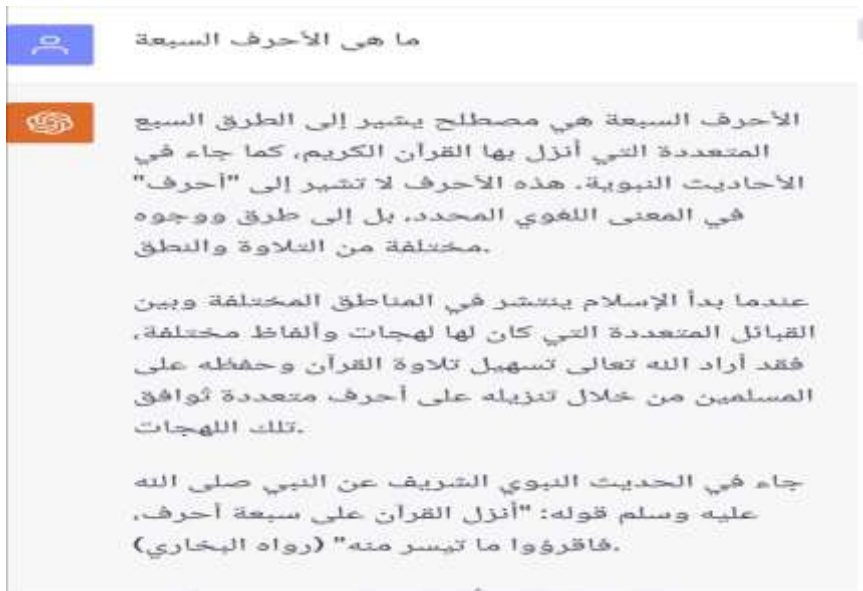 ما هى الأحرف السبعة
الأحرف السبعة هي مصطلح يشير إلى الطرق السبع
المتعددة التي أنزل بها القرآن الكريم، كما جاء في
الأحاديث النبوية. هذه الأحرف لا تشير إلى "أحرف"
في المعنى اللغوي المحدد، بل إلى طرق ووجوه
مختلفة من التلاوة والنطق.
عندما بدأ الإسلام ينتشر في المناطق المختلفة وبين
القبائل المتعددة التي كان لها لهجات وألفاظ مختلفة،
فقد أراد الله تعالى تسهيل تلاوة القرآن وحفظه على
المسلمين من خلال تنزيله على أحرف متعددة تُوافق
تلك اللهجات.
جاء في الحديث النبوي الشريف عن النبي صلى الله
عليه وسلم قوله: "أنزل القرآن على سبعة أحرف،
فاقرؤوا ما تيسر منه" (رواه البخاري).